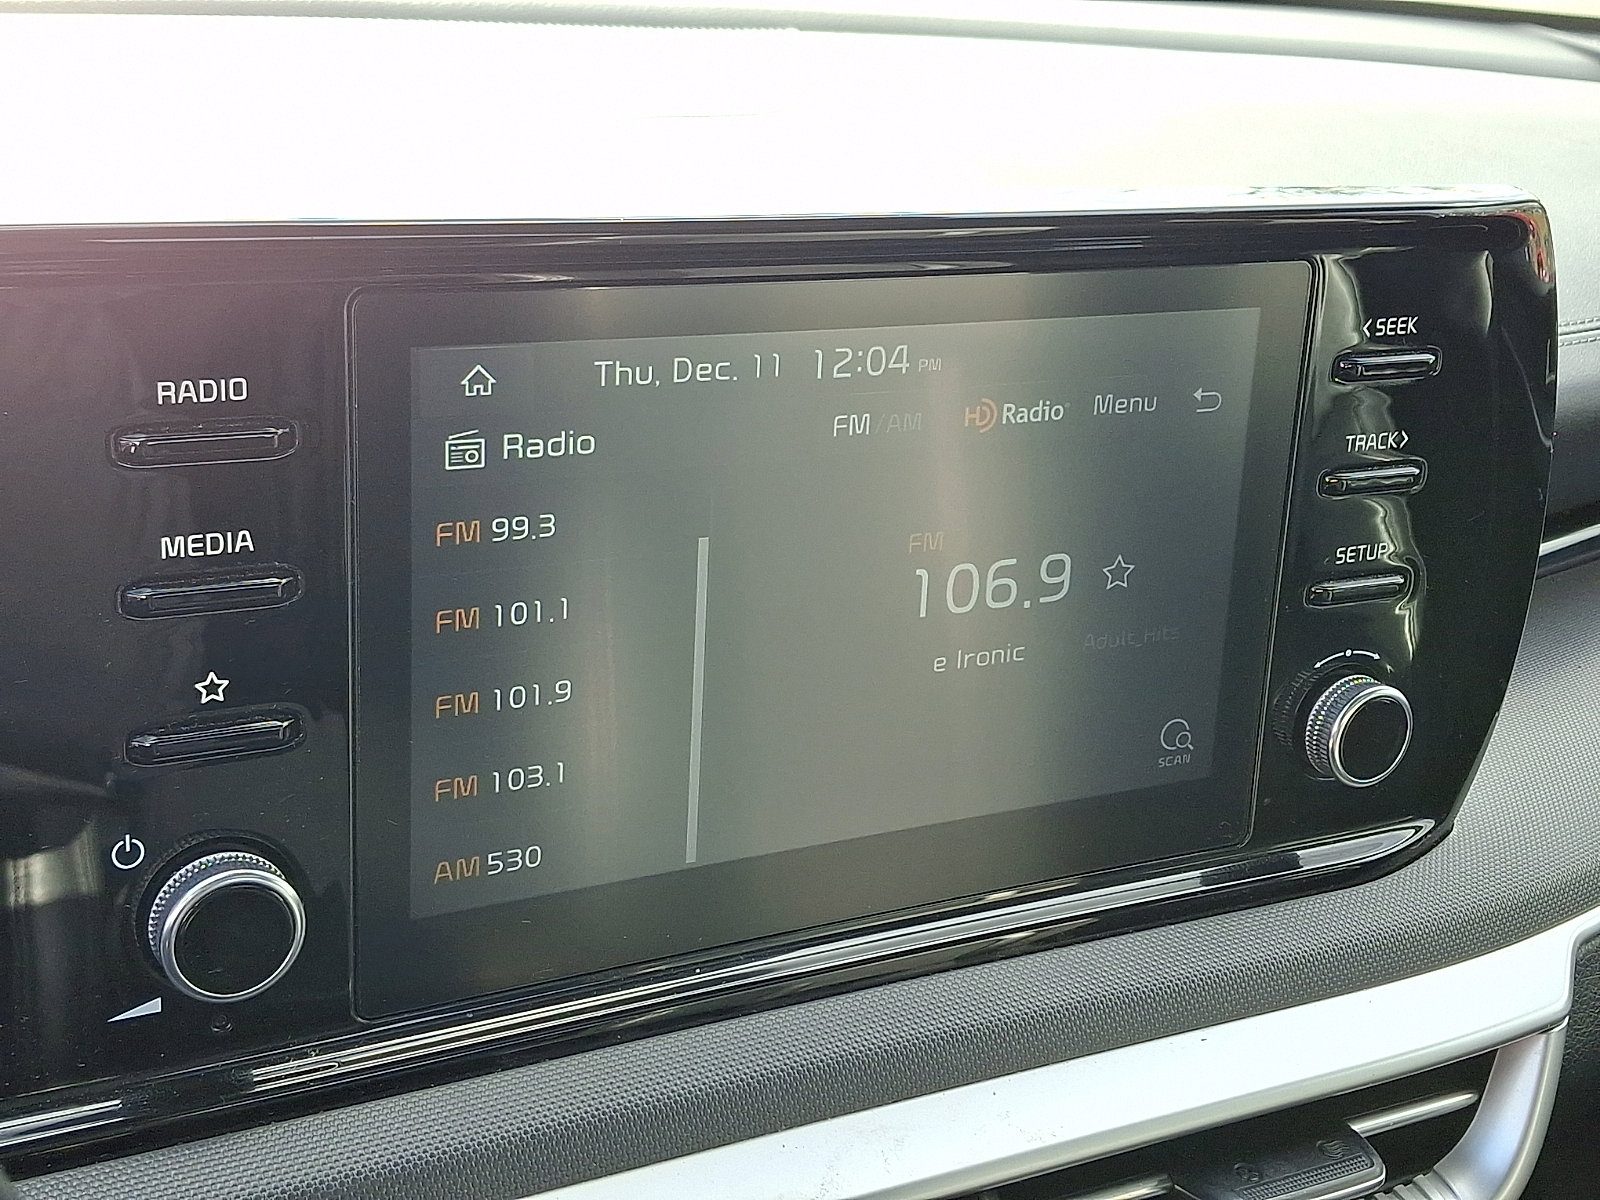 Thu, Dec. 11 12:04 PM
Radio
FM/AM
HD Radio
Menu
RADIO
MEDIA
FM 99.3
FM 101.1
FM 101.9
FM 103.1
AM 530
FM
106.9
e Ironic
Adult_Hits
SCAN
< SEEK
TRACK >
SETUP